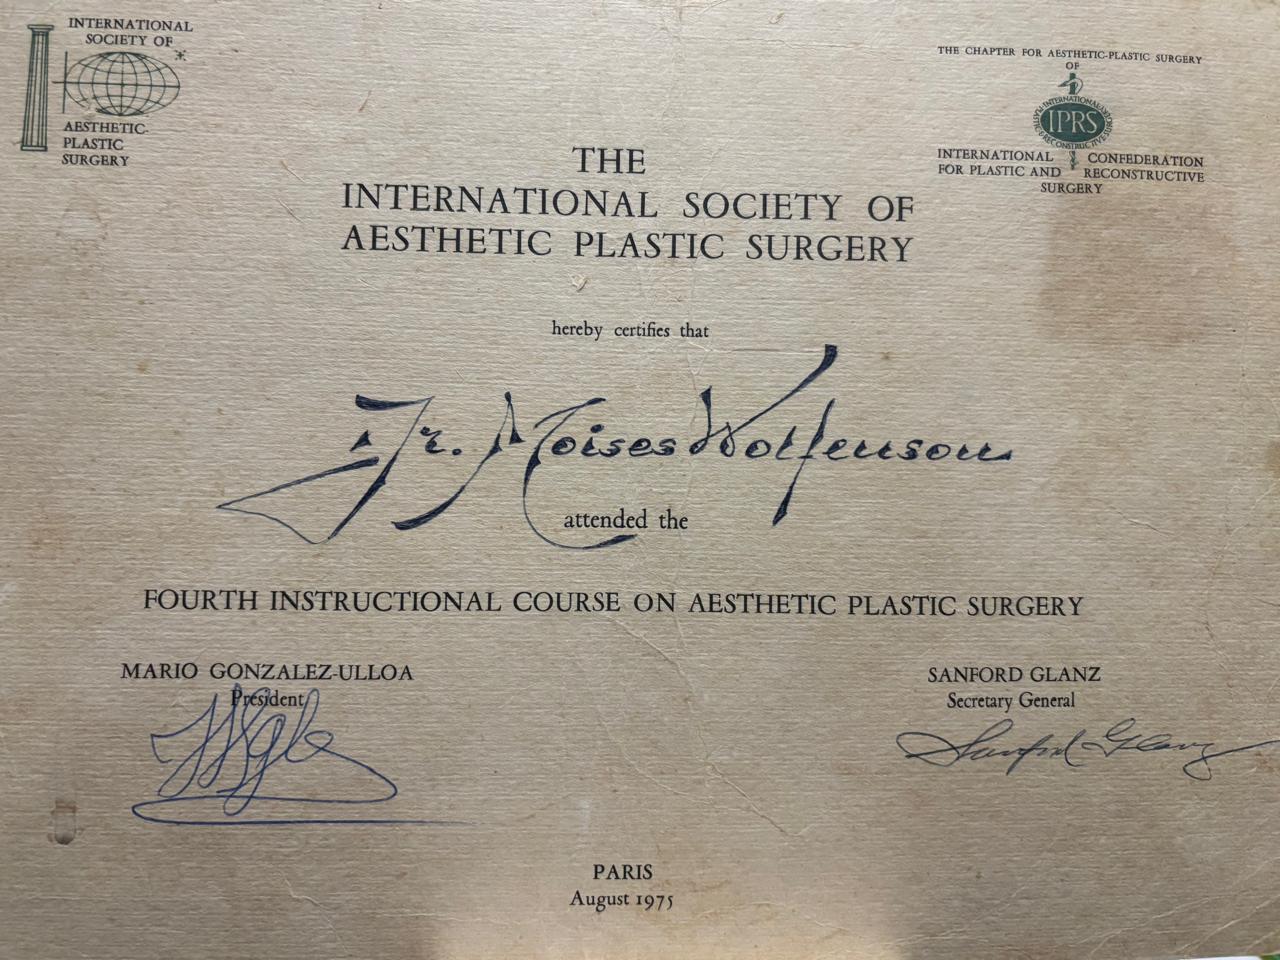 INTERNATIONAL
SOCIETY OF
AESTHETIC-
PLASTIC
SURGERY
THE CHAPTER FOR AESTHETIC-PLASTIC SURGERY
OF
IPRS
INTERNATIONAL CONFEDERATION
FOR PLASTIC AND RECONSTRUCTIVE
SURGERY
THE
INTERNATIONAL SOCIETY OF
AESTHETIC PLASTIC SURGERY
hereby certifies that
Dr. Moises Wolfenson
attended the
FOURTH INSTRUCTIONAL COURSE ON AESTHETIC PLASTIC SURGERY
MARIO GONZALEZ-ULLOA
President
SANFORD GLANZ
Secretary General
Sanford Glanz
PARIS
August 1975